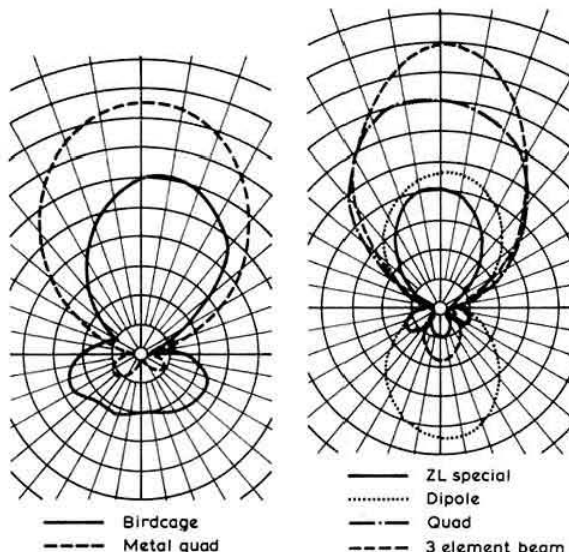 Birdcage
Metal quad
ZL special
Dipole
Quad
3 element beam